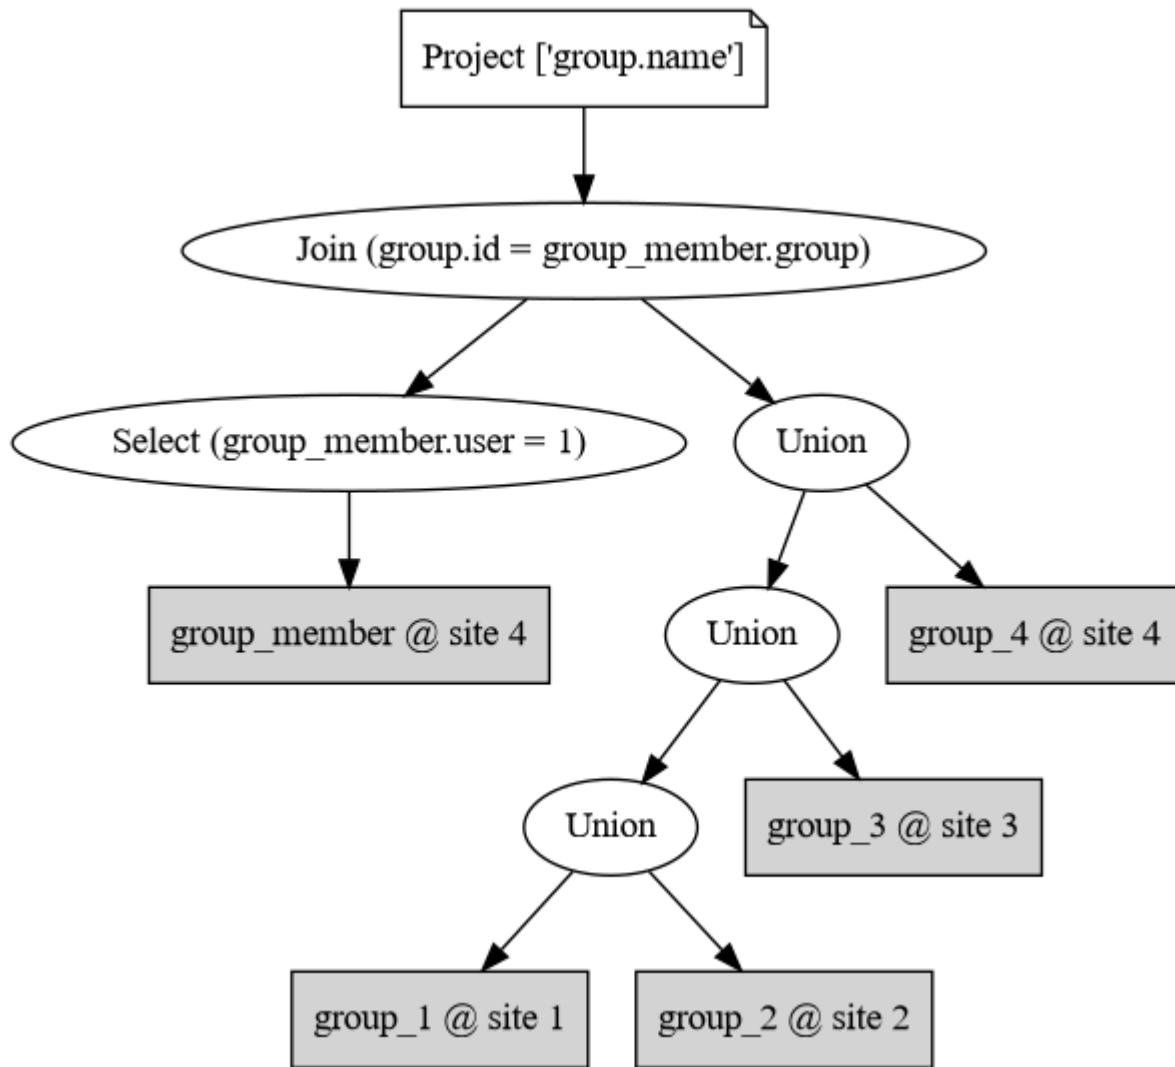 Project ['group.name']
Join (group.id = group_member.group)
Select (group_member.user = 1)
Union
group_member @ site 4
Union
group_4 @ site 4
Union
group_3 @ site 3
group_1 @ site 1
group_2 @ site 2